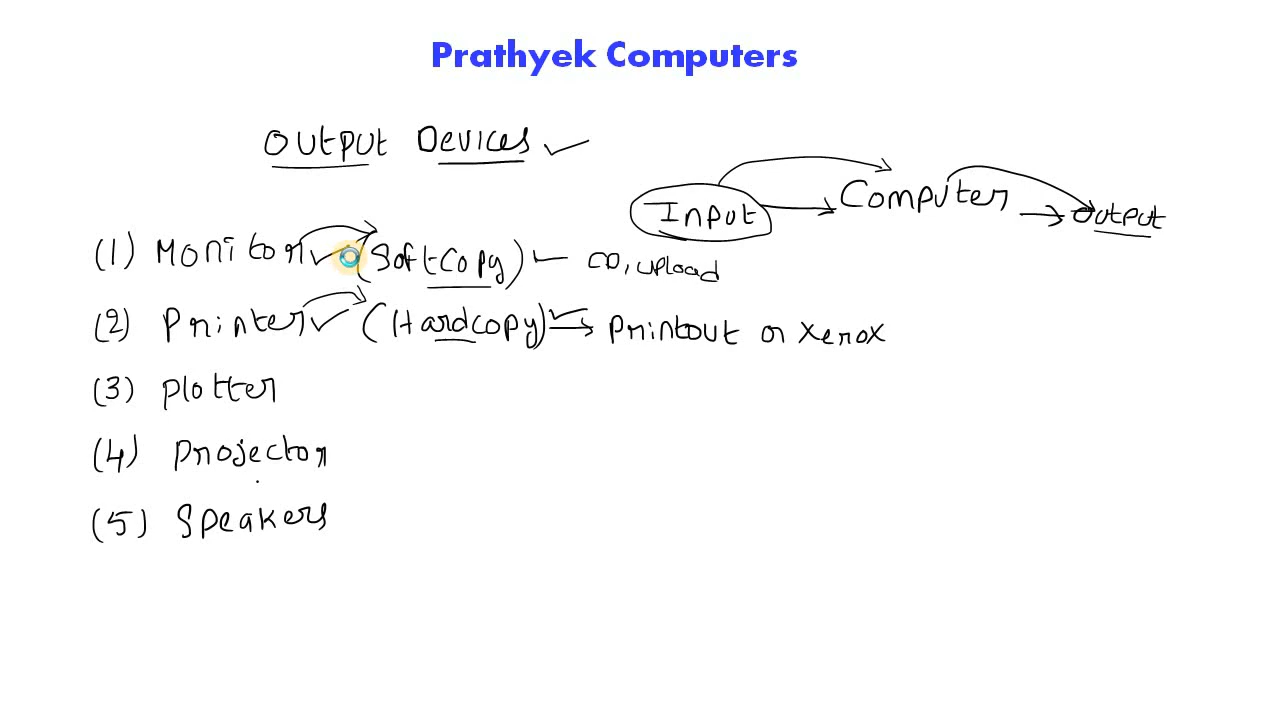 Prathyek Computers
Output Devices
Input Computer Output
(1) Monitor (Softcopy) CD, upload
(2) Printer (Hardcopy) Printout or Xerox
(3) Plotter
(4) Projector
(5) Speakers